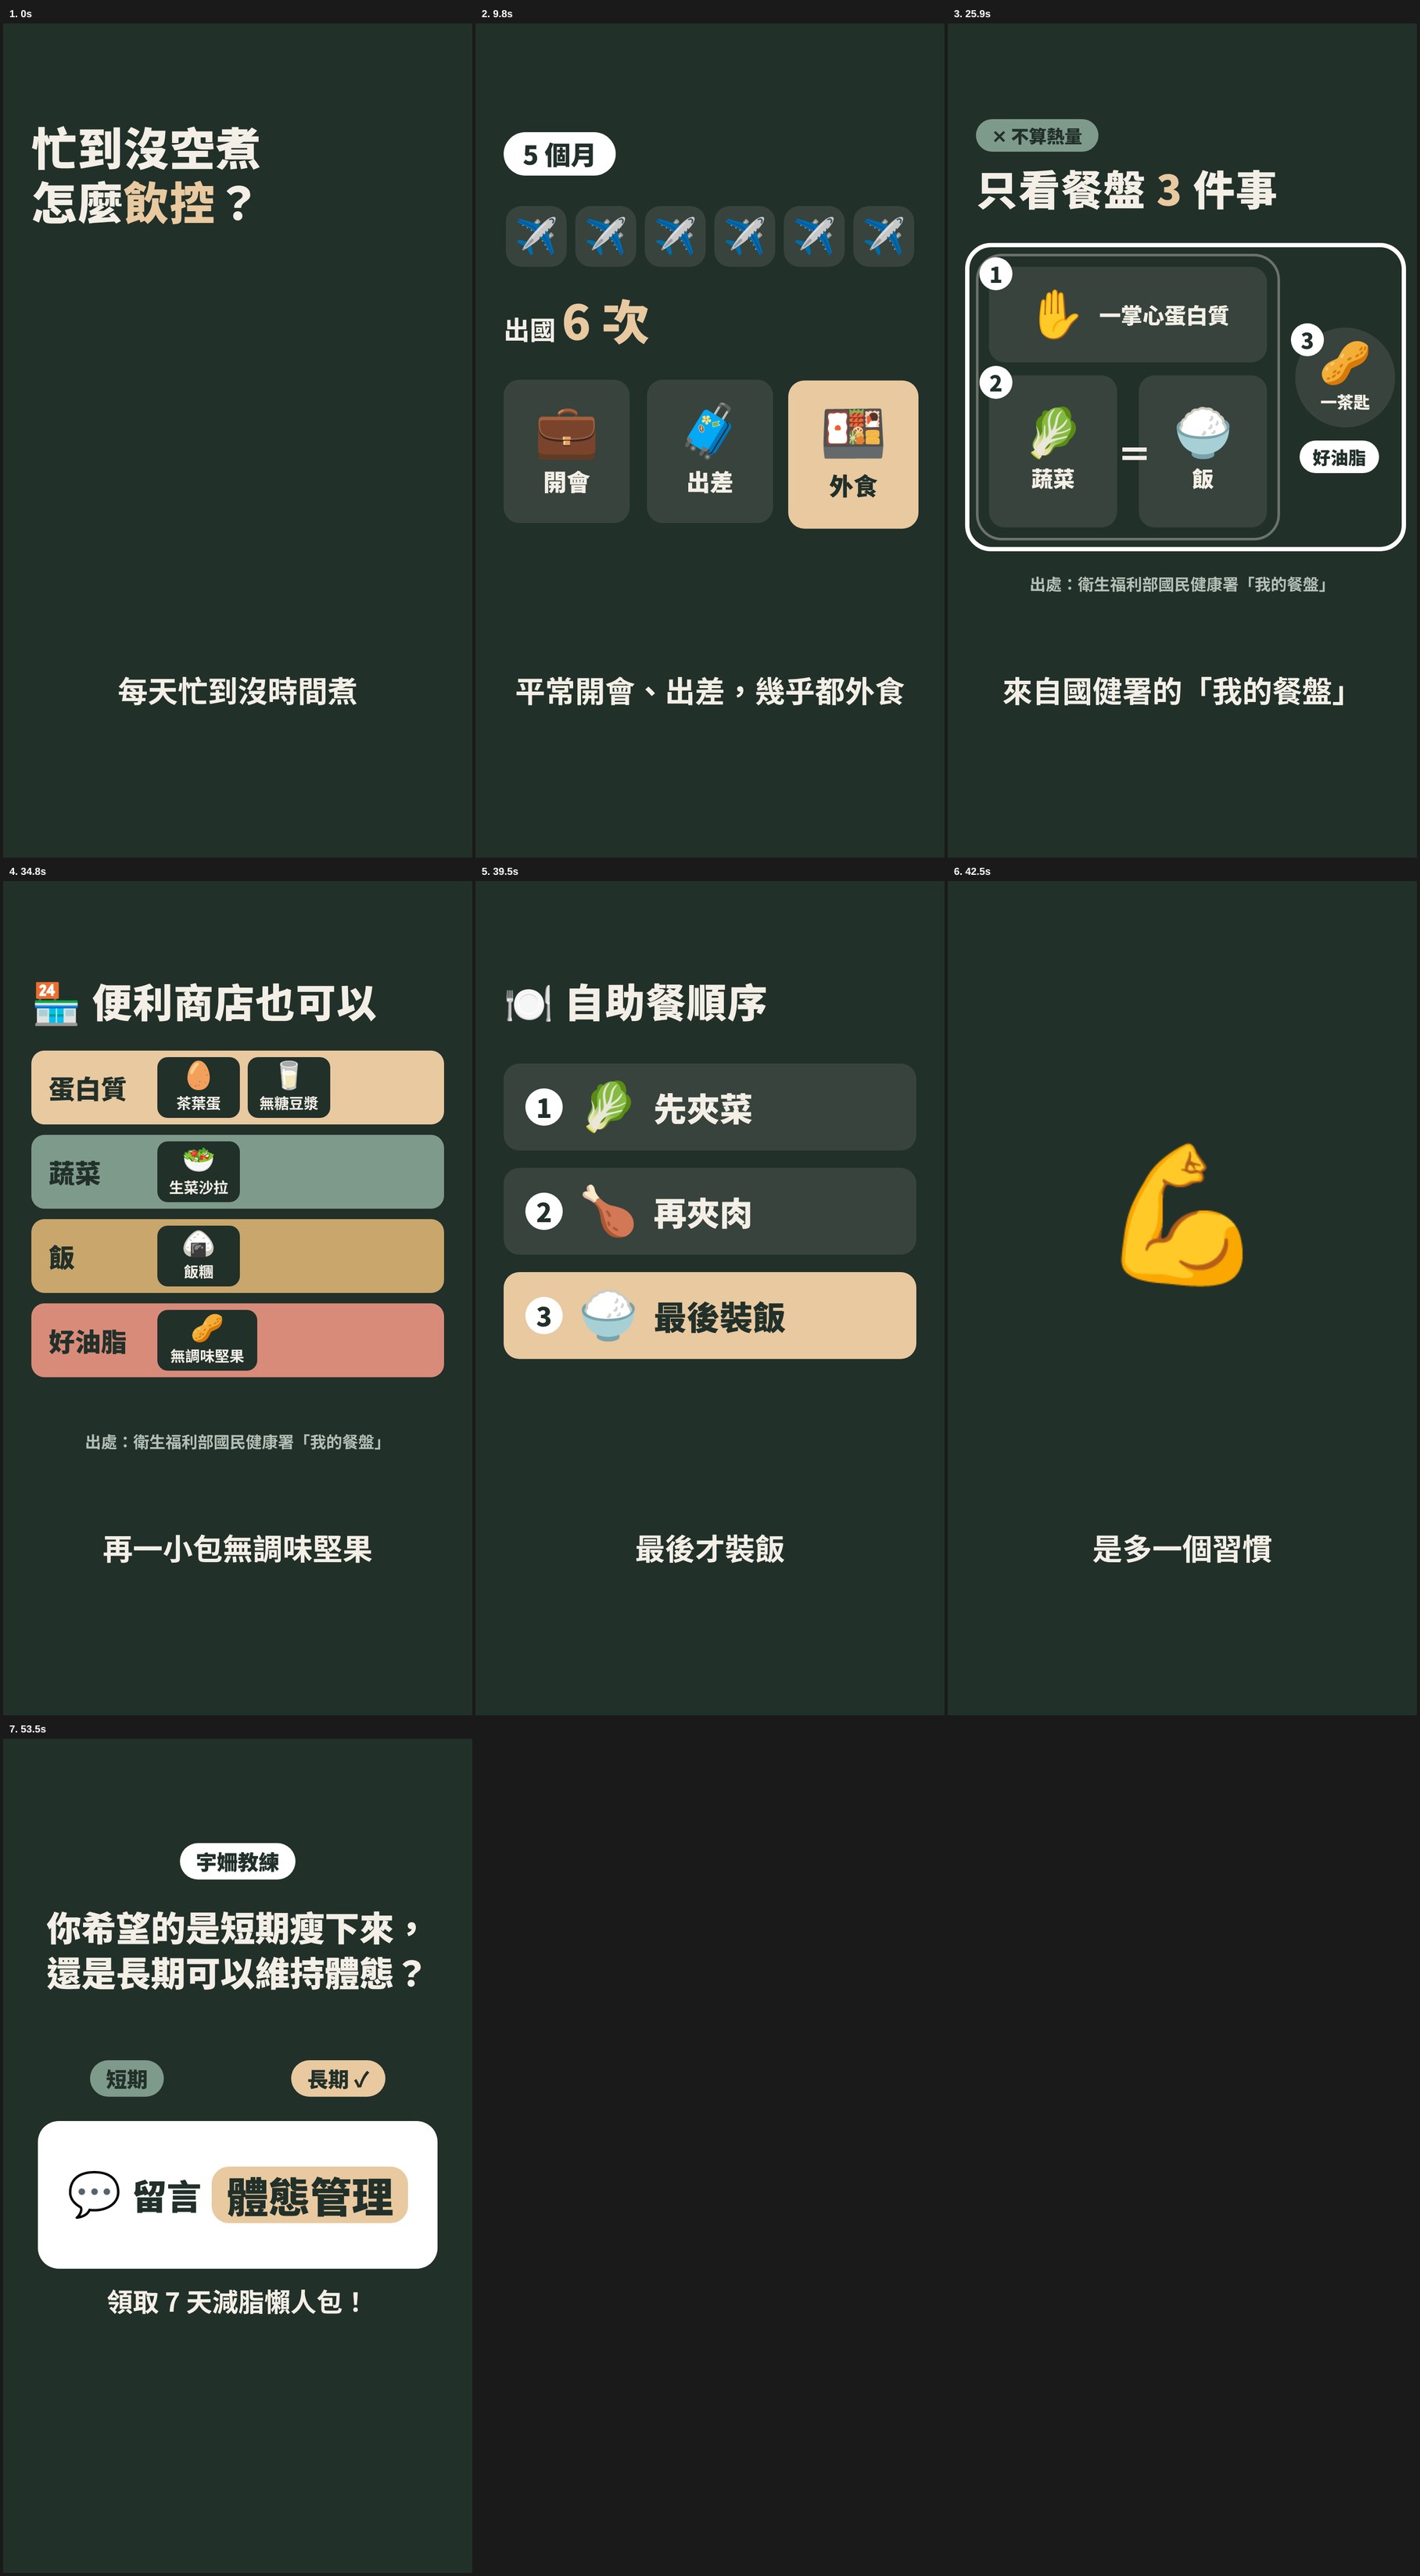 1. 0s
忙到沒空煮
怎麼飲控？
每天忙到沒時間煮
2. 9.8s
5 個月
出國 6 次
開會
出差
外食
平常開會、出差，幾乎都外食
3. 25.9s
× 不算熱量
只看餐盤 3 件事
1
一掌心蛋白質
2
蔬菜
=
飯
3
一茶匙
好油脂
出處：衛生福利部國民健康署「我的餐盤」
來自國健署的「我的餐盤」
4. 34.8s
24
便利商店也可以
蛋白質
茶葉蛋
無糖豆漿
蔬菜
生菜沙拉
飯
飯糰
好油脂
無調味堅果
出處：衛生福利部國民健康署「我的餐盤」
再一小包無調味堅果
5. 39.5s
自助餐順序
1 先夾菜
2 再夾肉
3 最後裝飯
最後才裝飯
6. 42.5s
是多一個習慣
7. 53.5s
宇姍教練
你希望的是短期瘦下來，
還是長期可以維持體態？
短期
長期 ✓
留言 體態管理
領取 7 天減脂懶人包！